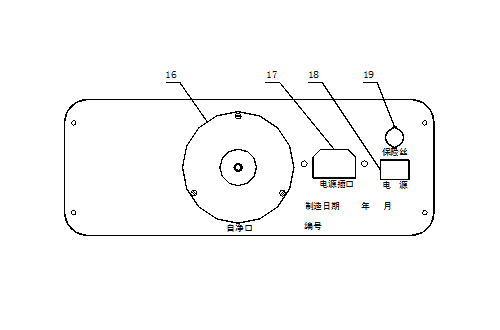 16 17 18 19
保险丝
电源插口 电 源
制造日期 年 月
自净口 编号